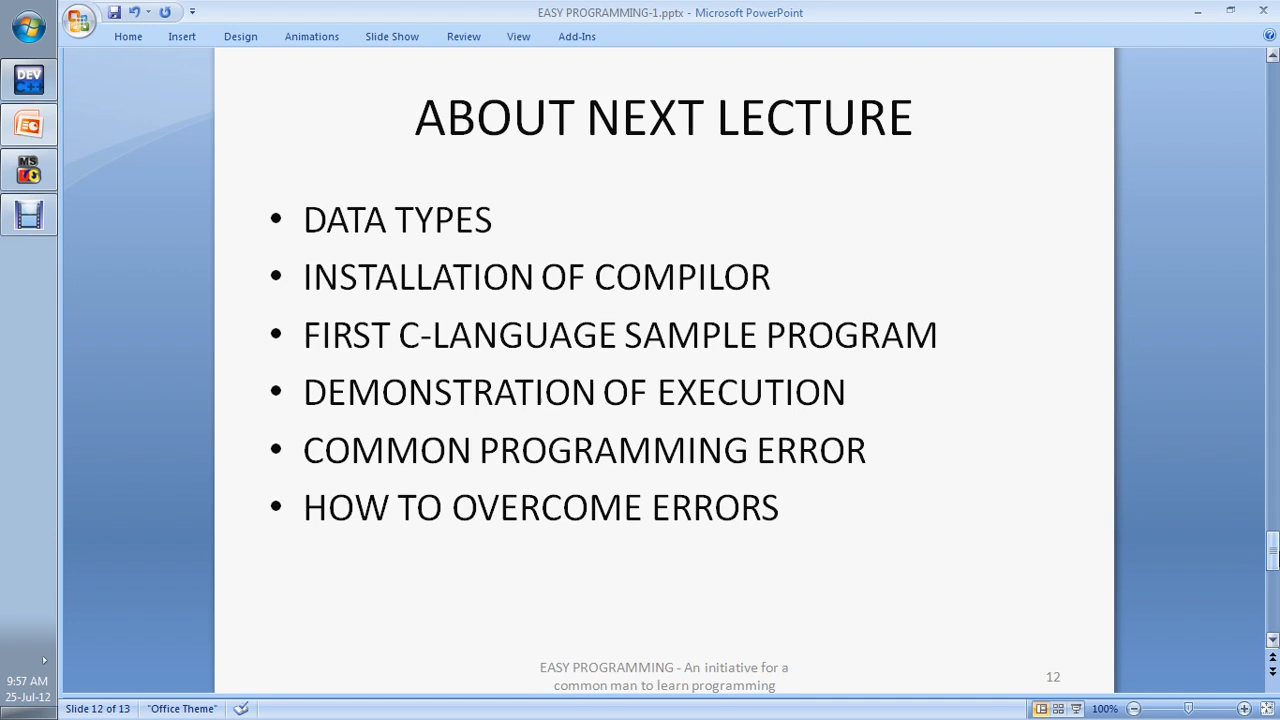 EASY PROGRAMMING-1.pptx - Microsoft PowerPoint
Home Insert Design Animations Slide Show Review View Add-Ins
DEV
C++
MS
ABOUT NEXT LECTURE
• DATA TYPES
• INSTALLATION OF COMPILOR
• FIRST C-LANGUAGE SAMPLE PROGRAM
• DEMONSTRATION OF EXECUTION
• COMMON PROGRAMMING ERROR
• HOW TO OVERCOME ERRORS
EASY PROGRAMMING - An initiative for a
common man to learn programming
12
9:57 AM
25-Jul-12
Slide 12 of 13 "Office Theme" 100%